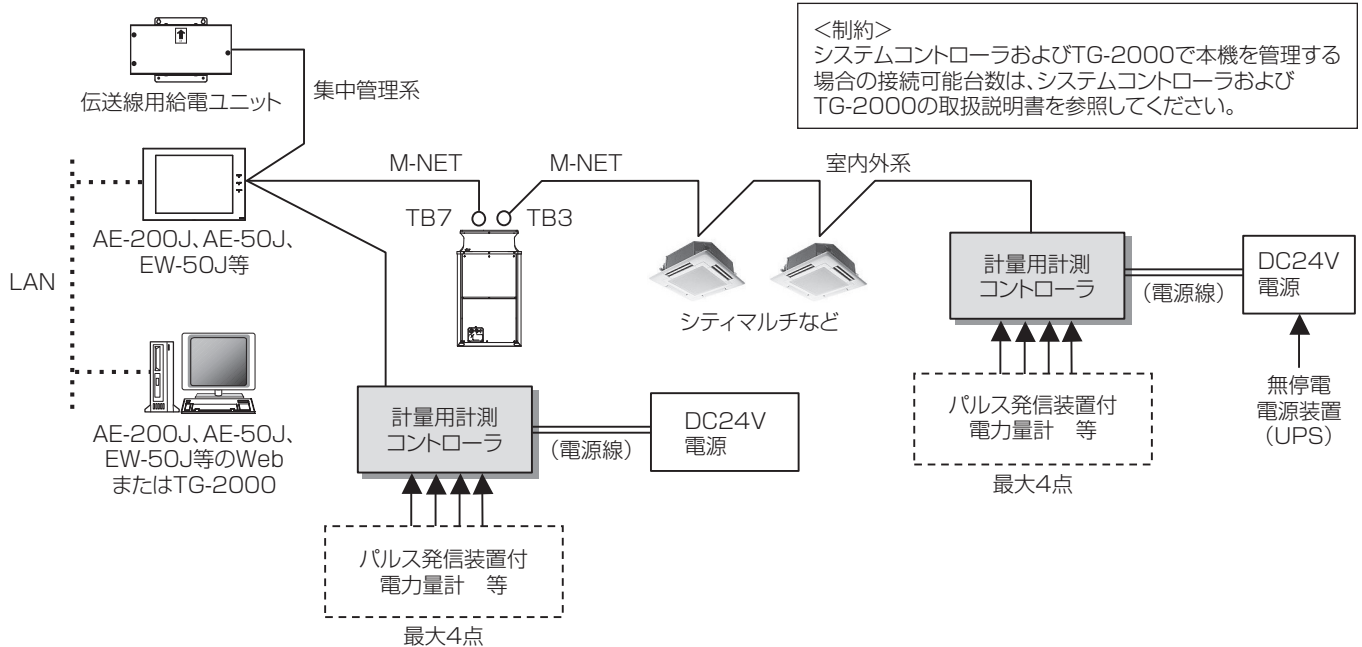 <制約>
システムコントローラおよびTG-2000で本機を管理する
場合の接続可能台数は、システムコントローラおよび
TG-2000の取扱説明書を参照してください。
伝送線用給電ユニット
集中管理系
M-NET
M-NET
室内外系
TB7
TB3
AE-200J、AE-50J、
EW-50J等
LAN
シティマルチなど
計量用計測
コントローラ
(電源線)
DC24V
電源
パルス発信装置付
電力量計 等
最大4点
無停電
電源装置
(UPS)
AE-200J、AE-50J、
EW-50J等のWeb
またはTG-2000
計量用計測
コントローラ
(電源線)
DC24V
電源
パルス発信装置付
電力量計 等
最大4点